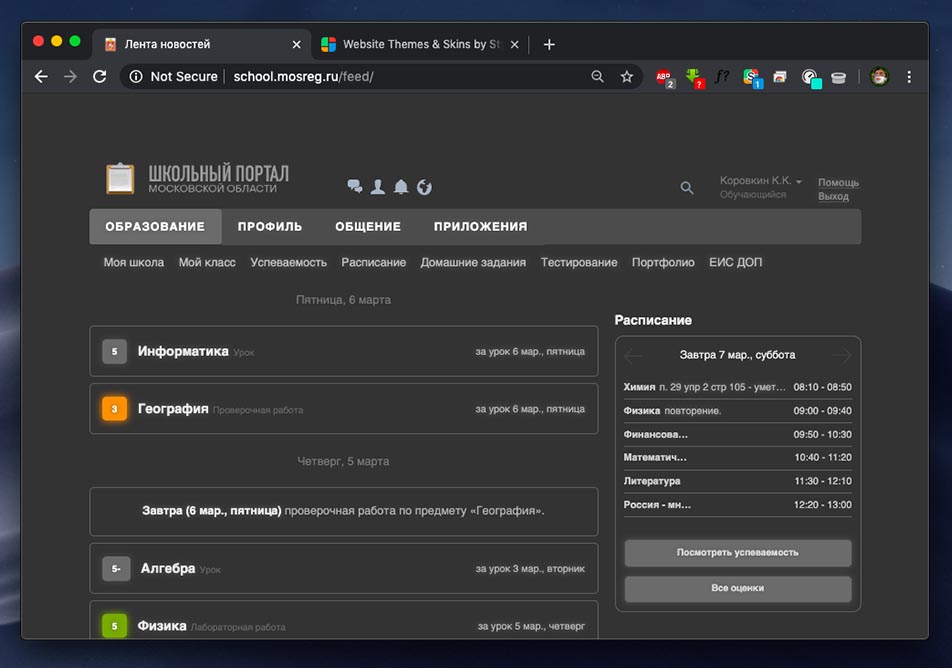 Лента новостей
Website Themes & Skins by St
Not Secure
school.mosreg.ru/feed/
ABP
2
?
f?
S
1
ШКОЛЬНЫЙ ПОРТАЛ
МОСКОВСКОЙ ОБЛАСТИ
Коровкин К.К.
Обучающийся
Помощь
Выход
ОБРАЗОВАНИЕ ПРОФИЛЬ ОБЩЕНИЕ ПРИЛОЖЕНИЯ
Моя школа Мой класс Успеваемость Расписание Домашние задания Тестирование Портфолио ЕИС ДОП
Пятница, 6 марта
5 Информатика Урок за урок 6 мар., пятница
3 География Проверочная работа за урок 6 мар., пятница
Четверг, 5 марта
Завтра (6 мар., пятница) проверочная работа по предмету «География».
5- Алгебра Урок за урок 3 мар., вторник
5 Физика Лабораторная работа за урок 5 мар., четверг
Расписание
Завтра 7 мар., суббота
Химия п. 29 упр 2 стр 105 - умет... 08:10 - 08:50
Физика повторение. 09:00 - 09:40
Финансова... 09:50 - 10:30
Математич... 10:40 - 11:20
Литература 11:30 - 12:10
Россия - мн... 12:20 - 13:00
Посмотреть успеваемость
Все оценки